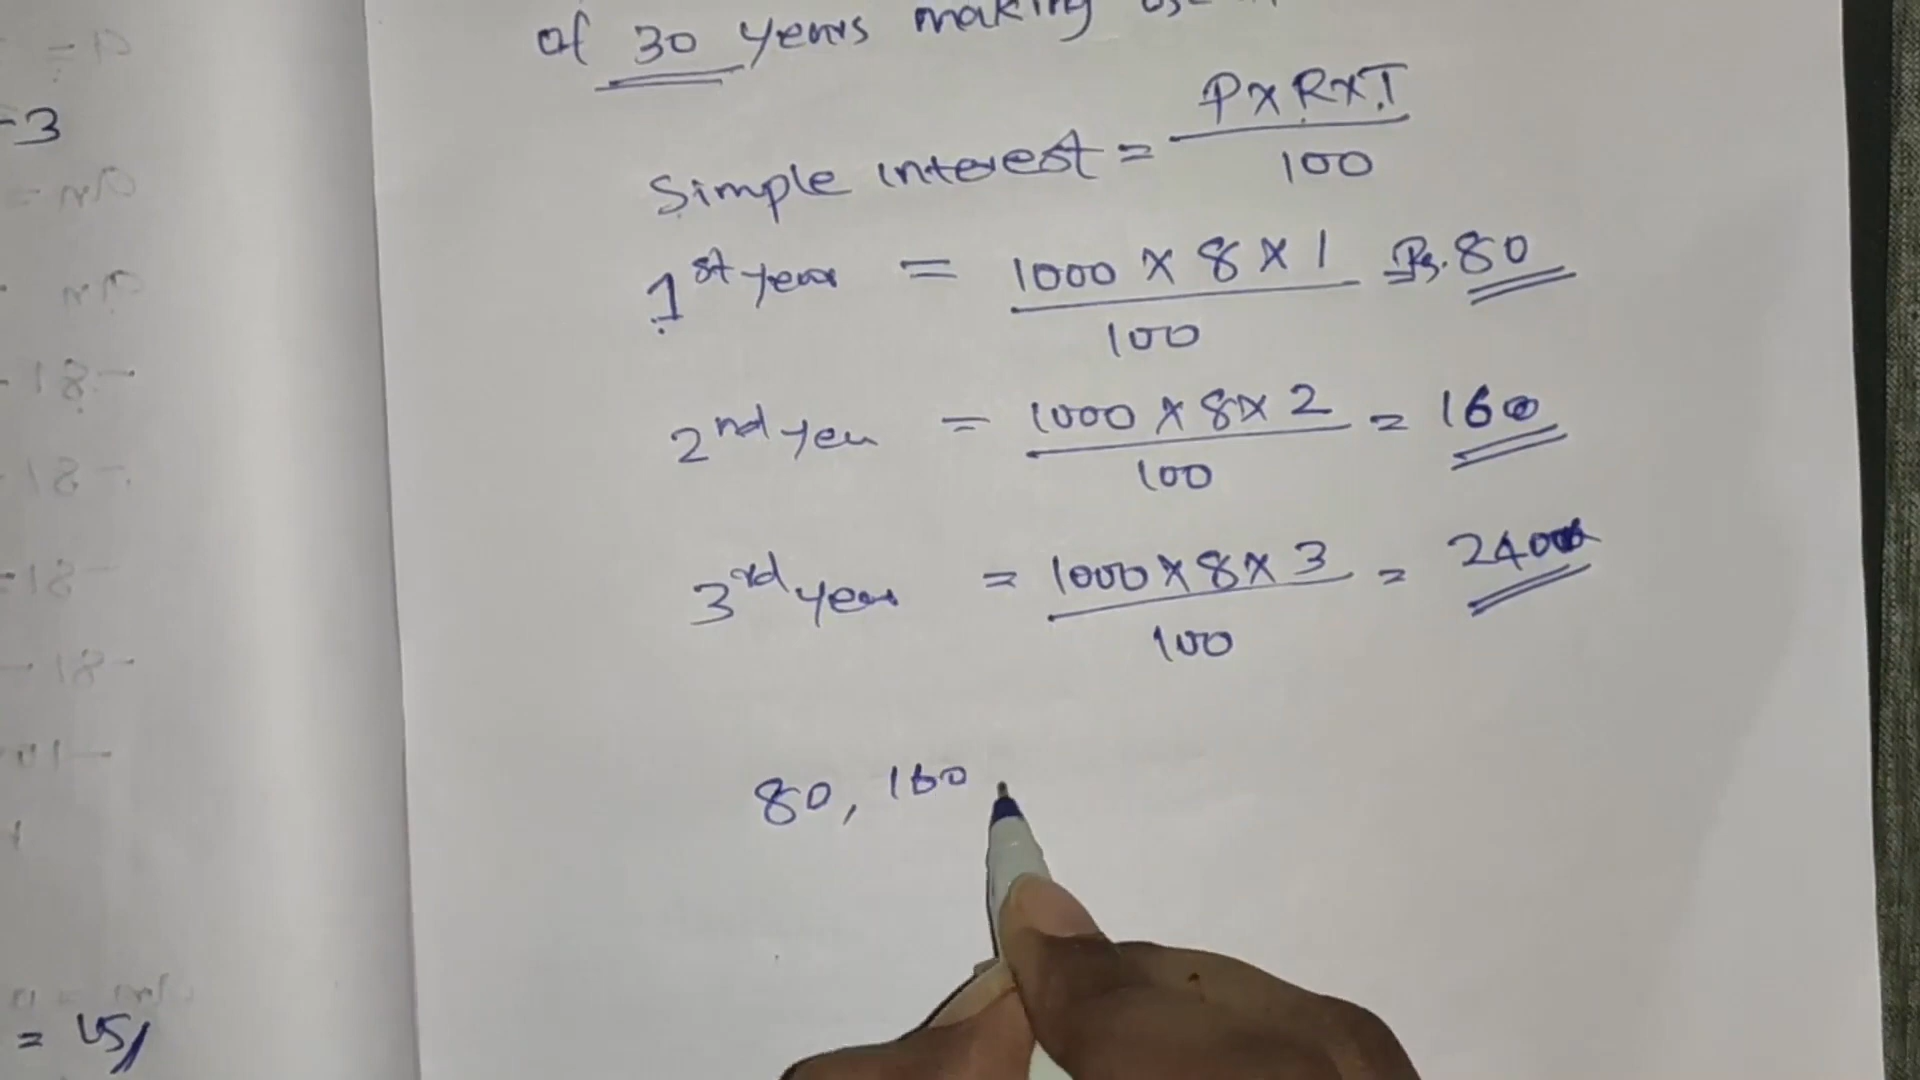 of 30 years making
Simple interest = P x R x T / 100
1st year = 1000 x 8 x 1 / 100 Rs. 80
2nd year = 1000 x 8 x 2 / 100 = 160
3rd year = 1000 x 8 x 3 / 100 = 240
80, 160
-3
= 45/